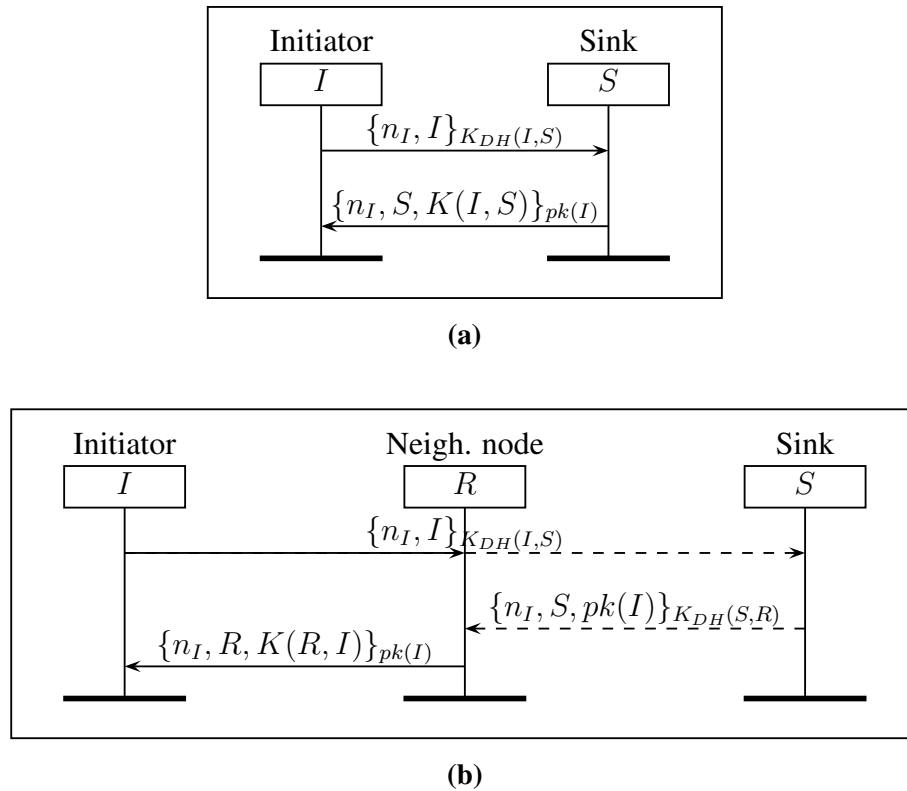 Initiator Sink
I S
{n_I, I}_{K_{DH}(I,S)}
{n_I, S, K(I, S)}_{pk(I)}
(a)
Initiator Neigh. node Sink
I R S
{n_I, I}_{K_{DH}(I,S)}
{n_I, S, pk(I)}_{K_{DH}(S,R)}
{n_I, R, K(R, I)}_{pk(I)}
(b)